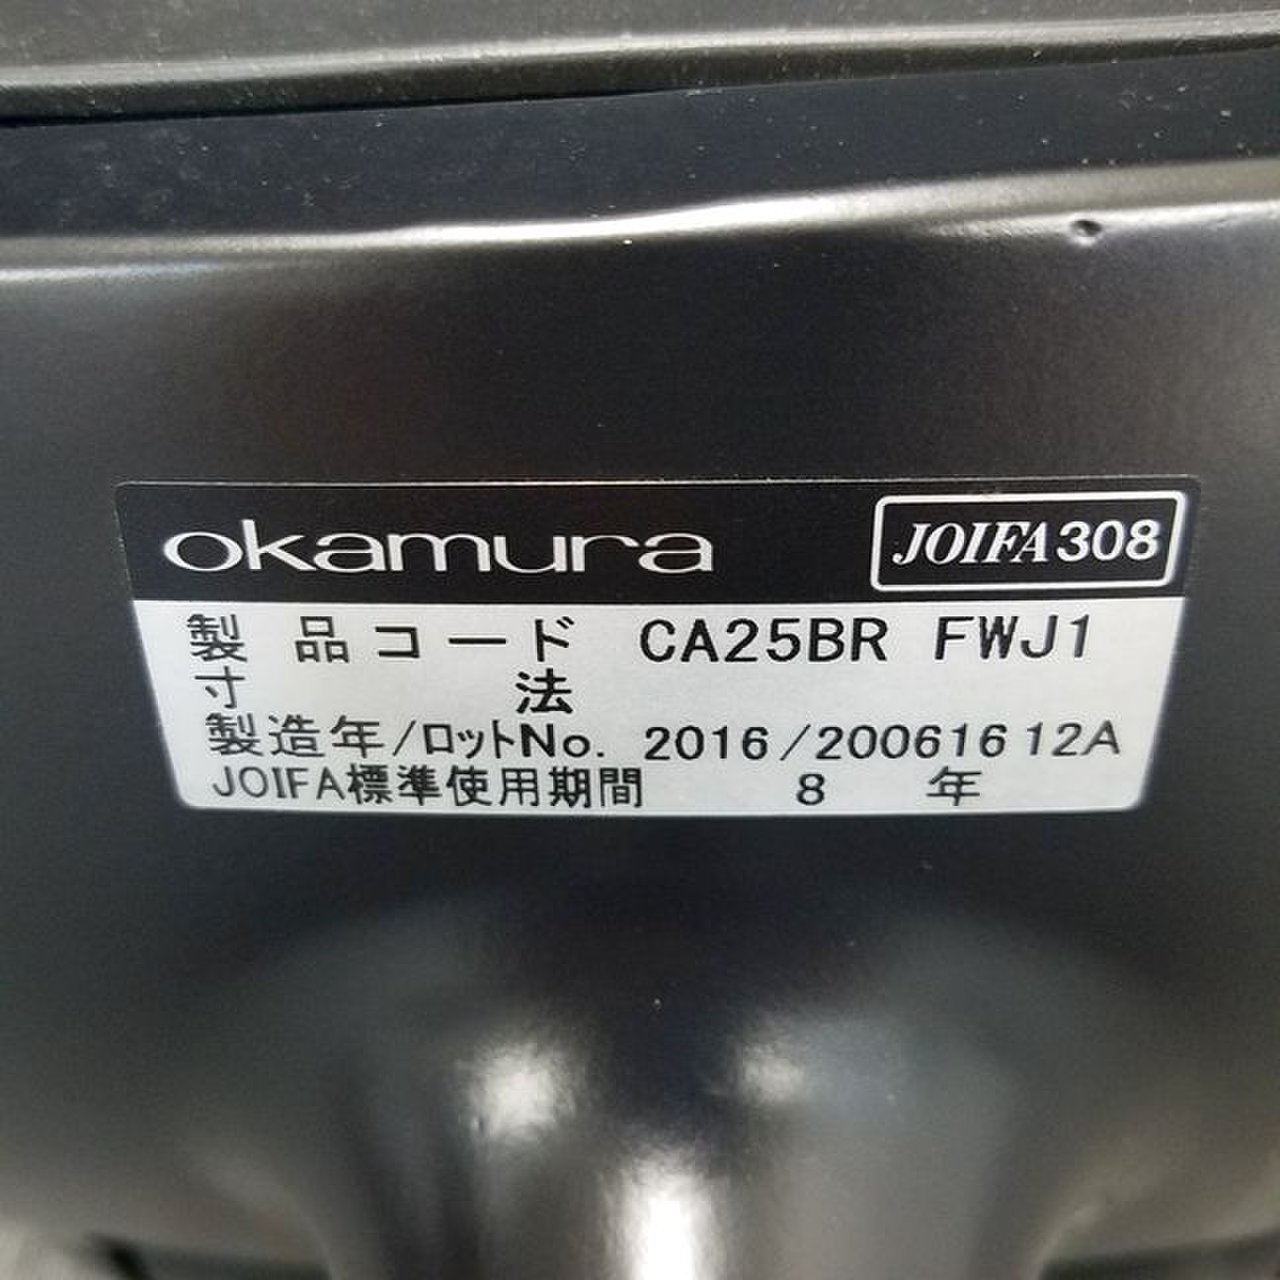 okamura JOIFA308
製品コード CA25BR FWJ1
寸法
製造年/ロットNo. 2016/2006161２A
JOIFA標準使用期間 8 年